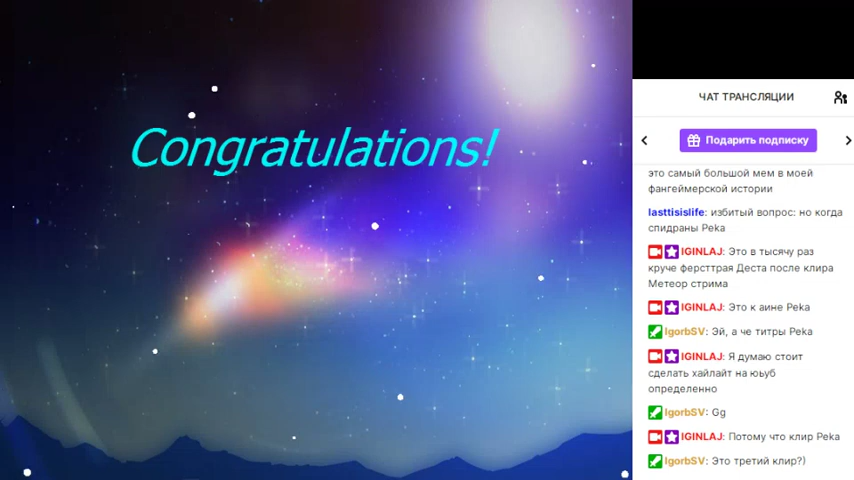 Congratulations!
ЧАТ ТРАНСЛЯЦИИ
Подарить подписку
это самый большой мем в моей
фангеймерской истории
lasttisislife: избитый вопрос: но когда
спидраны Peka
IGINLAJ: Это в тысячу раз
круче ферсттрая Деста после клира
Метеор стрима
IGINLAJ: Это к аине Peka
IgorbSV: Эй, а че титры Peka
IGINLAJ: Я думаю стоит
сделать хайлайт на юьуб
определенно
IgorbSV: Gg
IGINLAJ: Потому что клир Peka
IgorbSV: Это третий клир?)